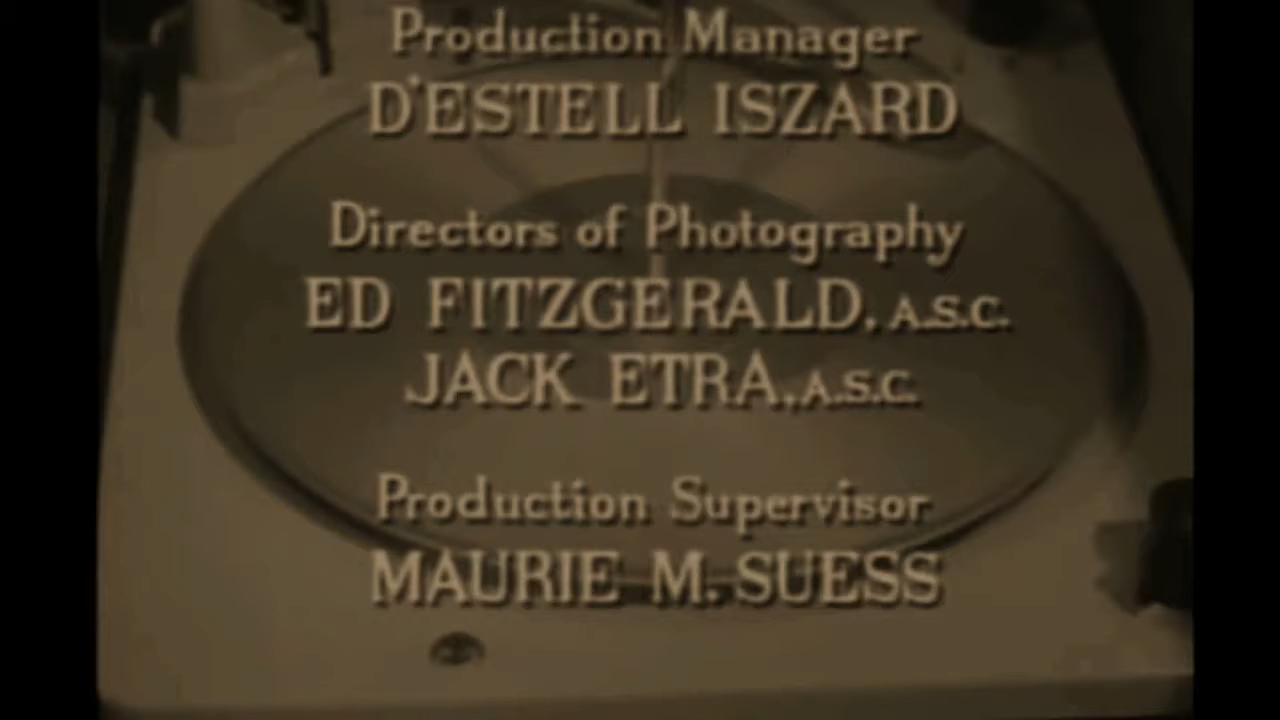 Production Manager
D'ESTELL ISZARD
Directors of Photography
ED FITZGERALD, A.S.C.
JACK ETRA, A.S.C.
Production Supervisor
MAURIE M. SUESS